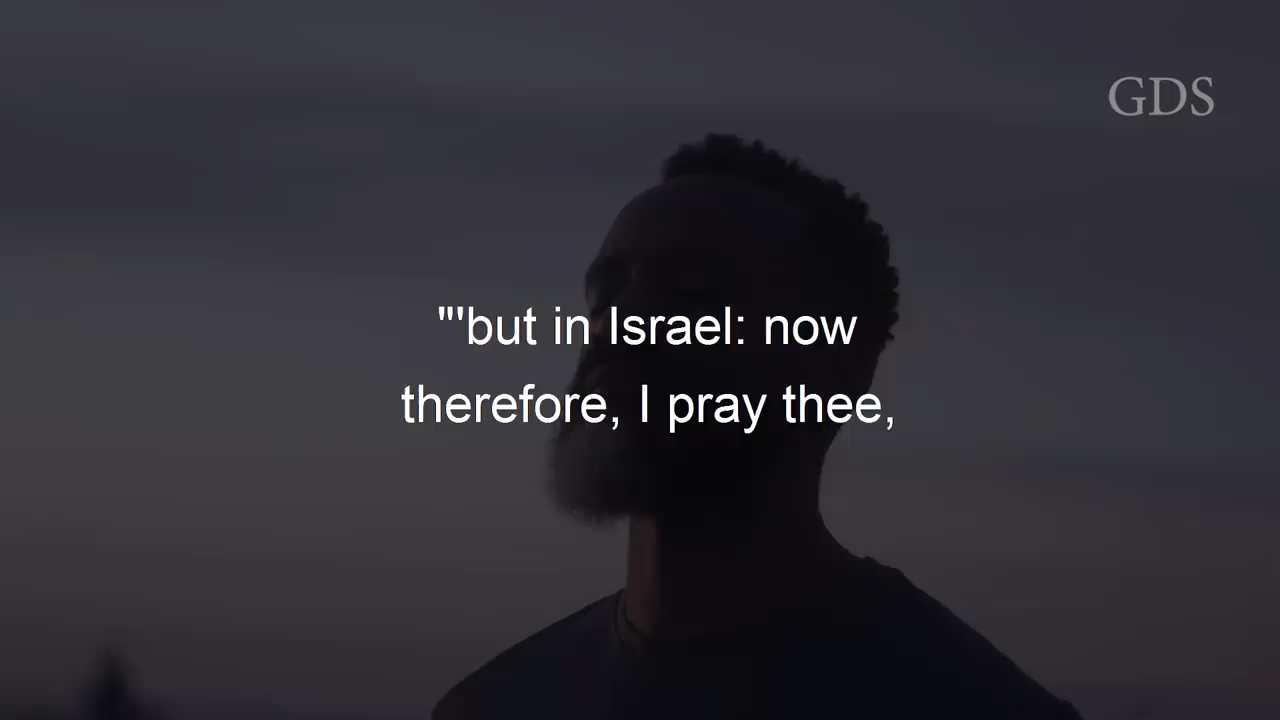 GDS
"'but in Israel: now
therefore, I pray thee,